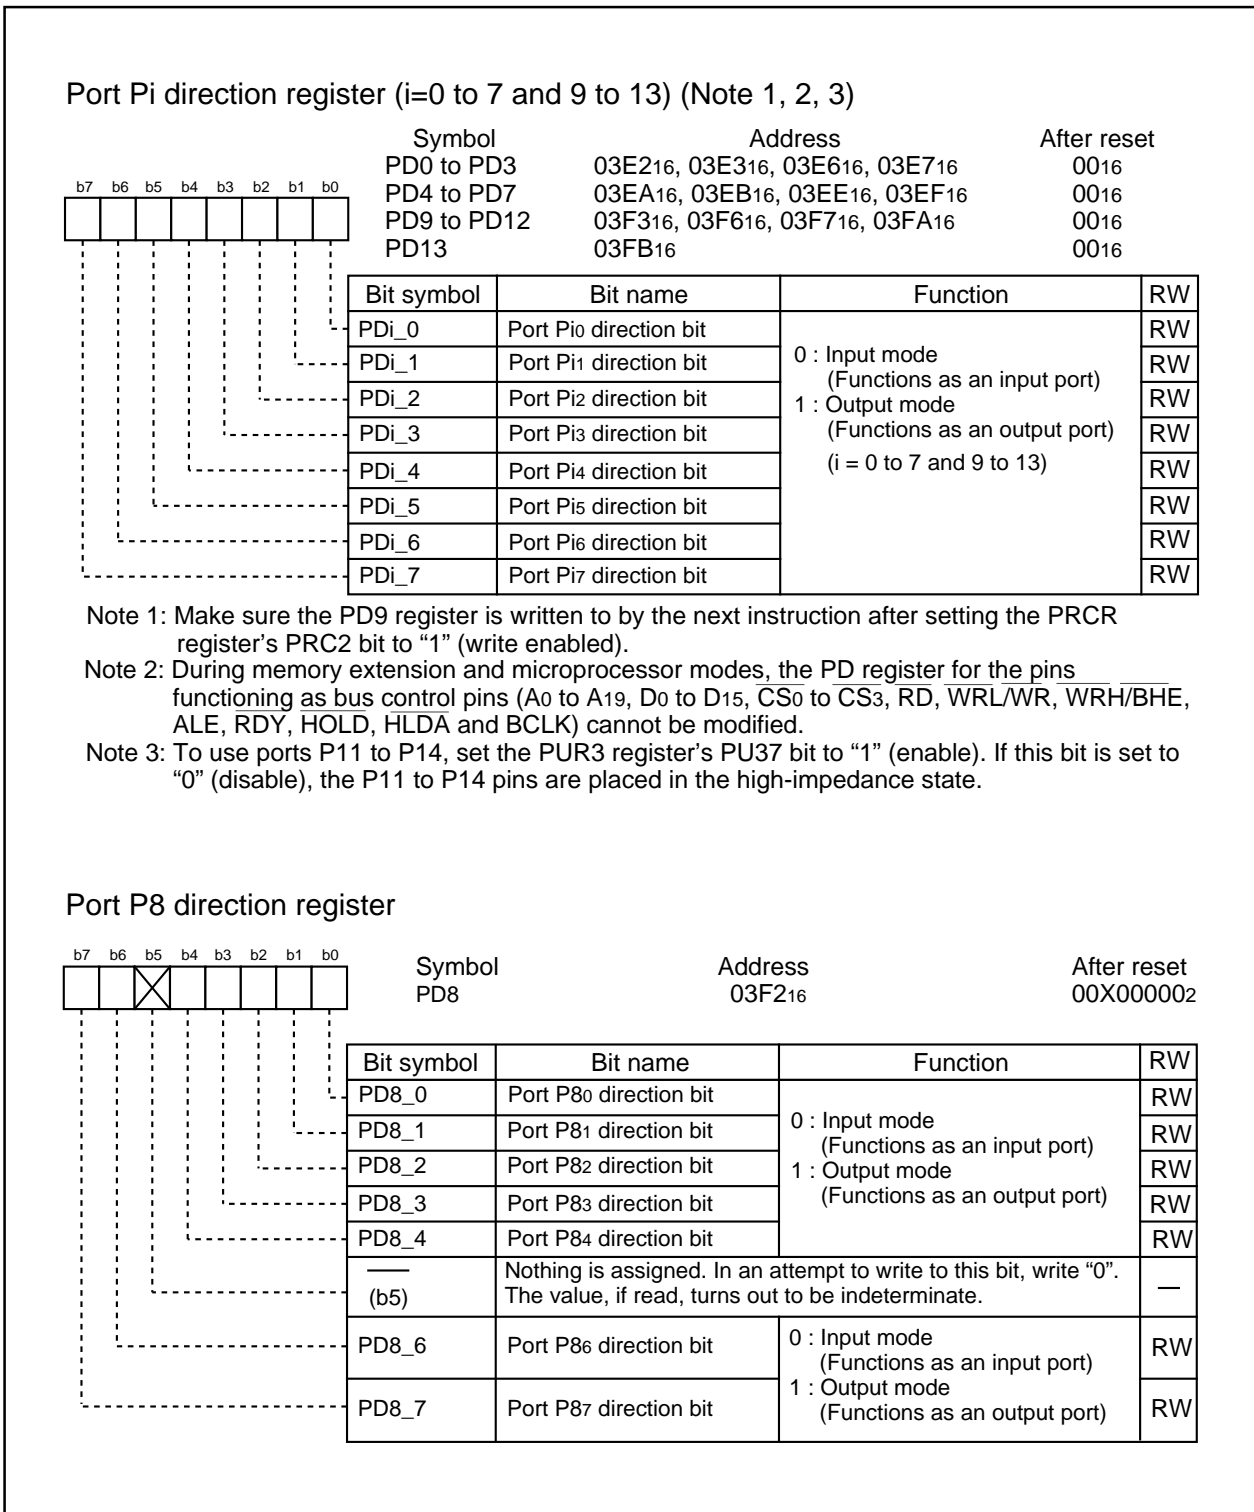 Port Pi direction register (i=0 to 7 and 9 to 13) (Note 1, 2, 3)
Symbol Address After reset
PD0 to PD3 03E216, 03E316, 03E616, 03E716 0016
PD4 to PD7 03EA16, 03EB16, 03EE16, 03EF16 0016
PD9 to PD12 03F316, 03F616, 03F716, 03FA16 0016
PD13 03FB16 0016
b7 b6 b5 b4 b3 b2 b1 b0
Bit symbol Bit name Function RW
PDi_0 Port Pi0 direction bit RW
PDi_1 Port Pi1 direction bit RW
PDi_2 Port Pi2 direction bit RW
PDi_3 Port Pi3 direction bit RW
PDi_4 Port Pi4 direction bit RW
PDi_5 Port Pi5 direction bit RW
PDi_6 Port Pi6 direction bit RW
PDi_7 Port Pi7 direction bit RW
0 : Input mode
(Functions as an input port)
1 : Output mode
(Functions as an output port)
(i = 0 to 7 and 9 to 13)
Note 1: Make sure the PD9 register is written to by the next instruction after setting the PRCR
register’s PRC2 bit to “1” (write enabled).
Note 2: During memory extension and microprocessor modes, the PD register for the pins
functioning as bus control pins (A0 to A19, D0 to D15, CS0 to CS3, RD, WRL/WR, WRH/BHE,
ALE, RDY, HOLD, HLDA and BCLK) cannot be modified.
Note 3: To use ports P11 to P14, set the PUR3 register’s PU37 bit to “1” (enable). If this bit is set to
“0” (disable), the P11 to P14 pins are placed in the high-impedance state.
Port P8 direction register
b7 b6 b5 b4 b3 b2 b1 b0
Symbol Address After reset
PD8 03F216 00X000002
Bit symbol Bit name Function RW
PD8_0 Port P80 direction bit RW
PD8_1 Port P81 direction bit RW
PD8_2 Port P82 direction bit RW
PD8_3 Port P83 direction bit RW
PD8_4 Port P84 direction bit RW
0 : Input mode
(Functions as an input port)
1 : Output mode
(Functions as an output port)
— Nothing is assigned. In an attempt to write to this bit, write “0”.
(b5) The value, if read, turns out to be indeterminate. —
PD8_6 Port P86 direction bit RW
PD8_7 Port P87 direction bit RW
0 : Input mode
(Functions as an input port)
1 : Output mode
(Functions as an output port)